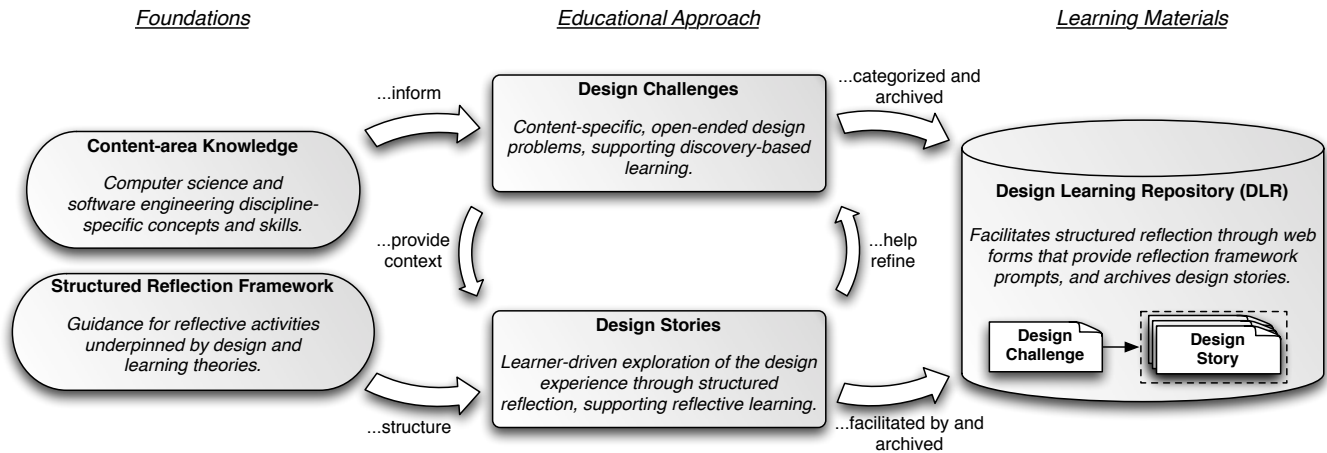 Foundations
Educational Approach
Learning Materials
...inform
Design Challenges
Content-specific, open-ended design
problems, supporting discovery-based
learning.
...categorized and
archived
Content-area Knowledge
Computer science and
software engineering discipline-
specific concepts and skills.
...provide
context
...help
refine
Structured Reflection Framework
Guidance for reflective activities
underpinned by design and
learning theories.
...structure
Design Stories
Learner-driven exploration of the design
experience through structured
reflection, supporting reflective learning.
...facilitated by and
archived
Design Learning Repository (DLR)
Facilitates structured reflection through web
forms that provide reflection framework
prompts, and archives design stories.
Design
Challenge
Design
Story